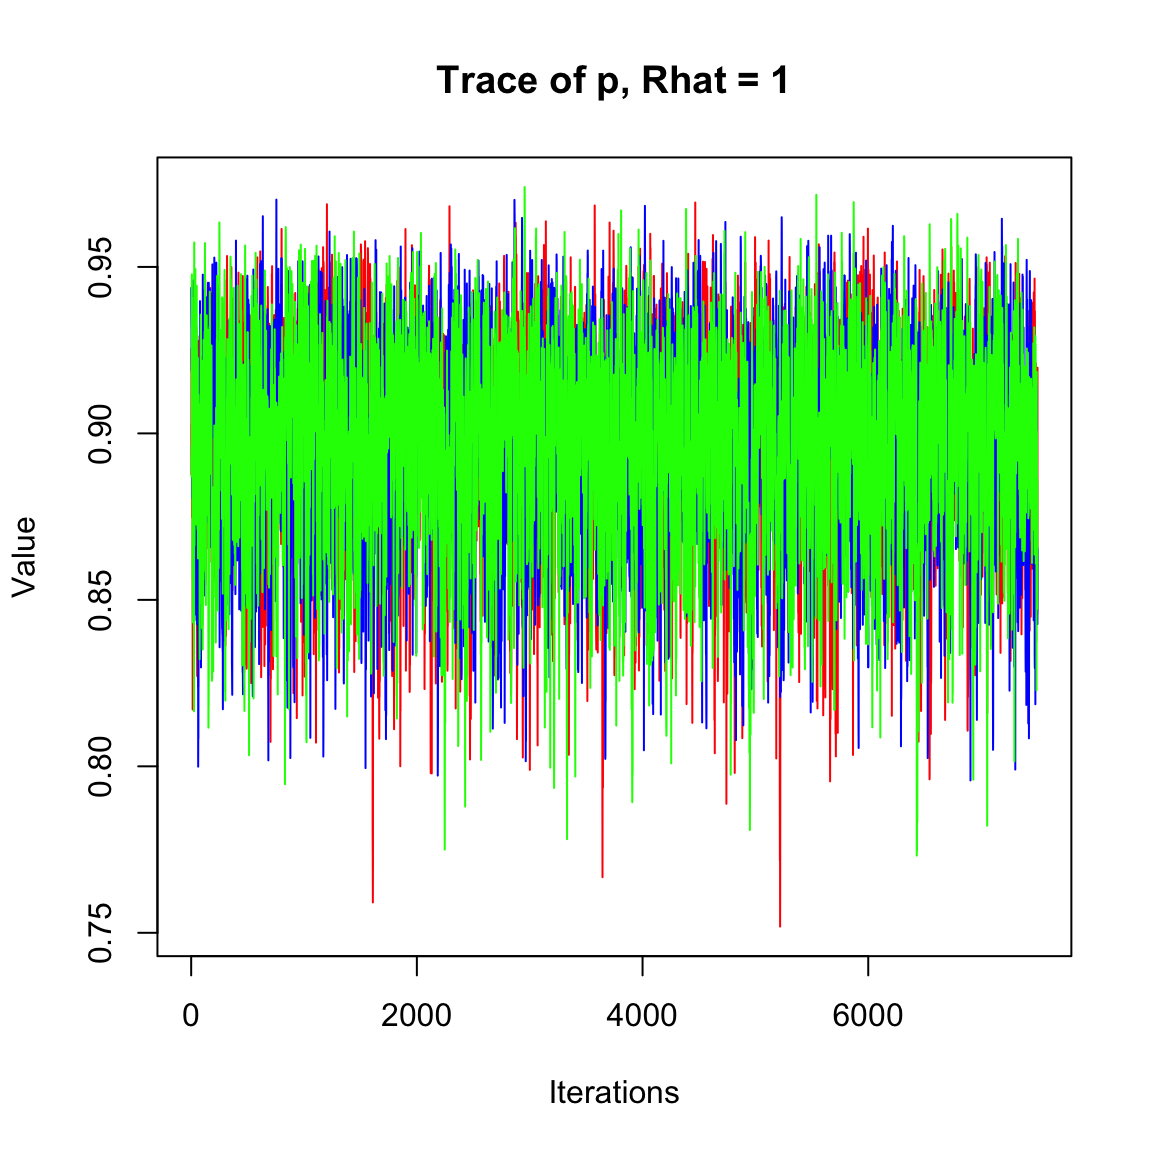 Trace of p, Rhat = 1
Value
0.95
0.90
0.85
0.80
0.75
0 2000 4000 6000
Iterations